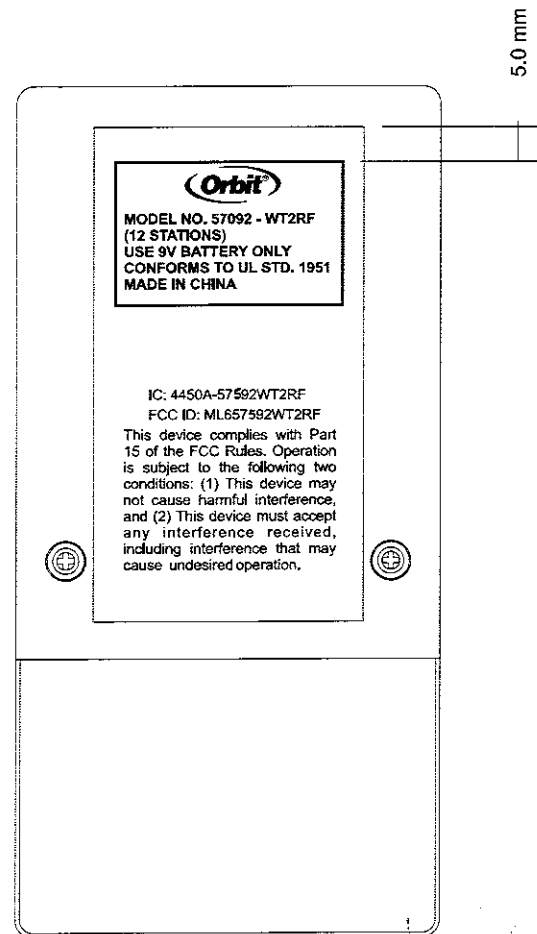 5.0 mm
Orbit®
MODEL NO. 57092 - WT2RF
(12 STATIONS)
USE 9V BATTERY ONLY
CONFORMS TO UL STD. 1951
MADE IN CHINA
IC: 4450A-57592WT2RF
FCC ID: ML657592WT2RF
This device complies with Part
15 of the FCC Rules. Operation
is subject to the following two
conditions: (1) This device may
not cause harmful interference,
and (2) This device must accept
any interference received,
including interference that may
cause undesired operation.